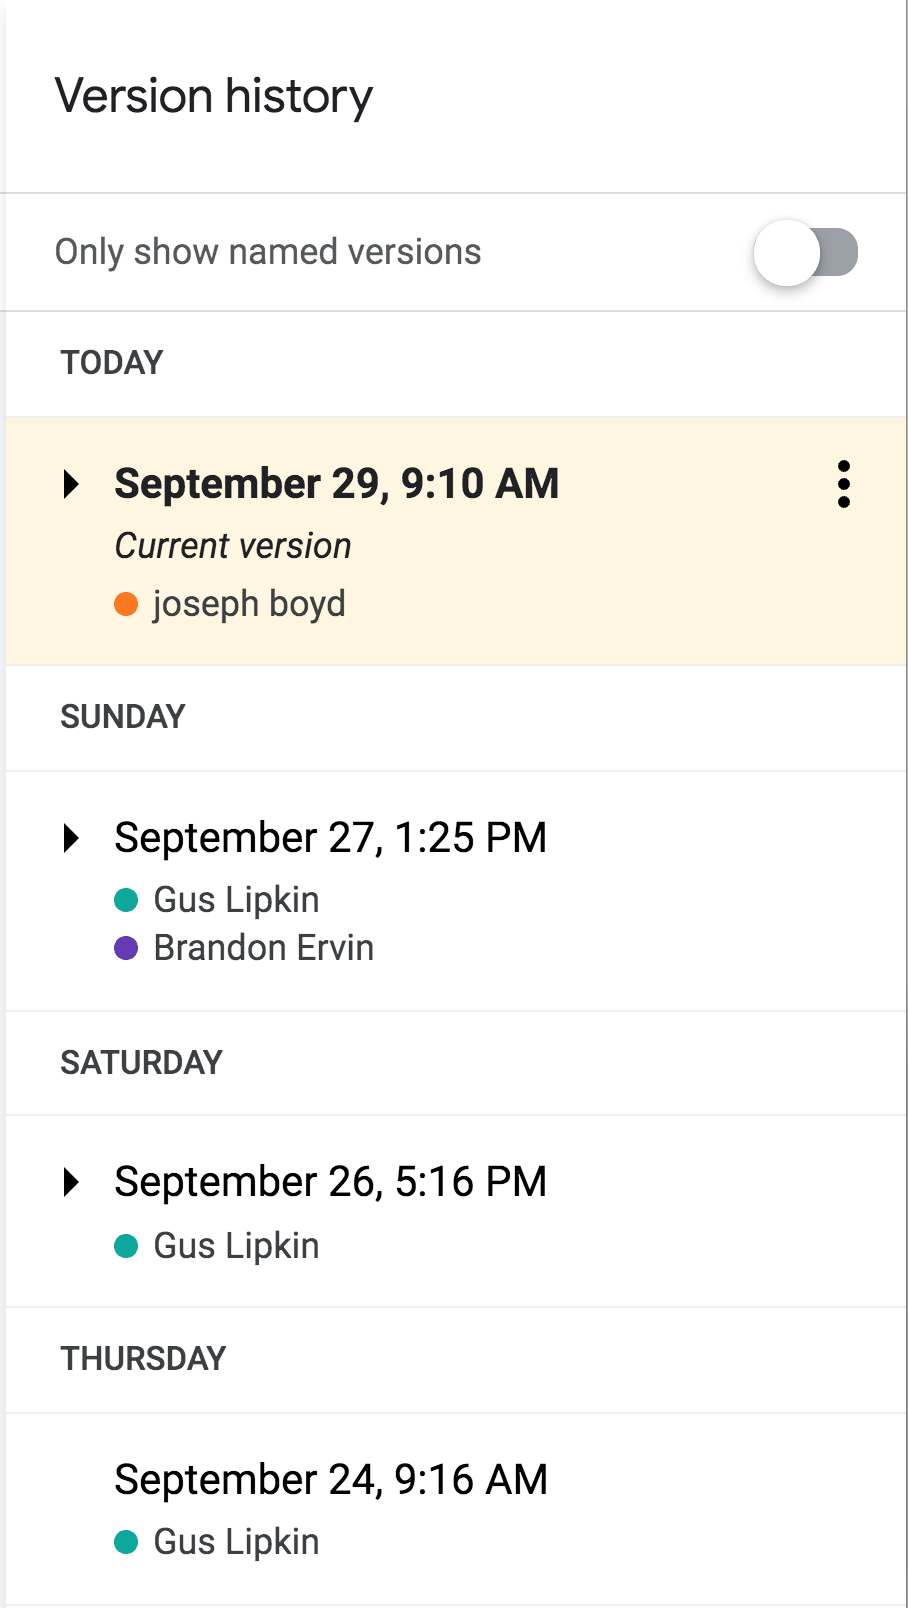 Version history
Only show named versions
TODAY
September 29, 9:10 AM
Current version
joseph boyd
SUNDAY
September 27, 1:25 PM
Gus Lipkin
Brandon Ervin
SATURDAY
September 26, 5:16 PM
Gus Lipkin
THURSDAY
September 24, 9:16 AM
Gus Lipkin